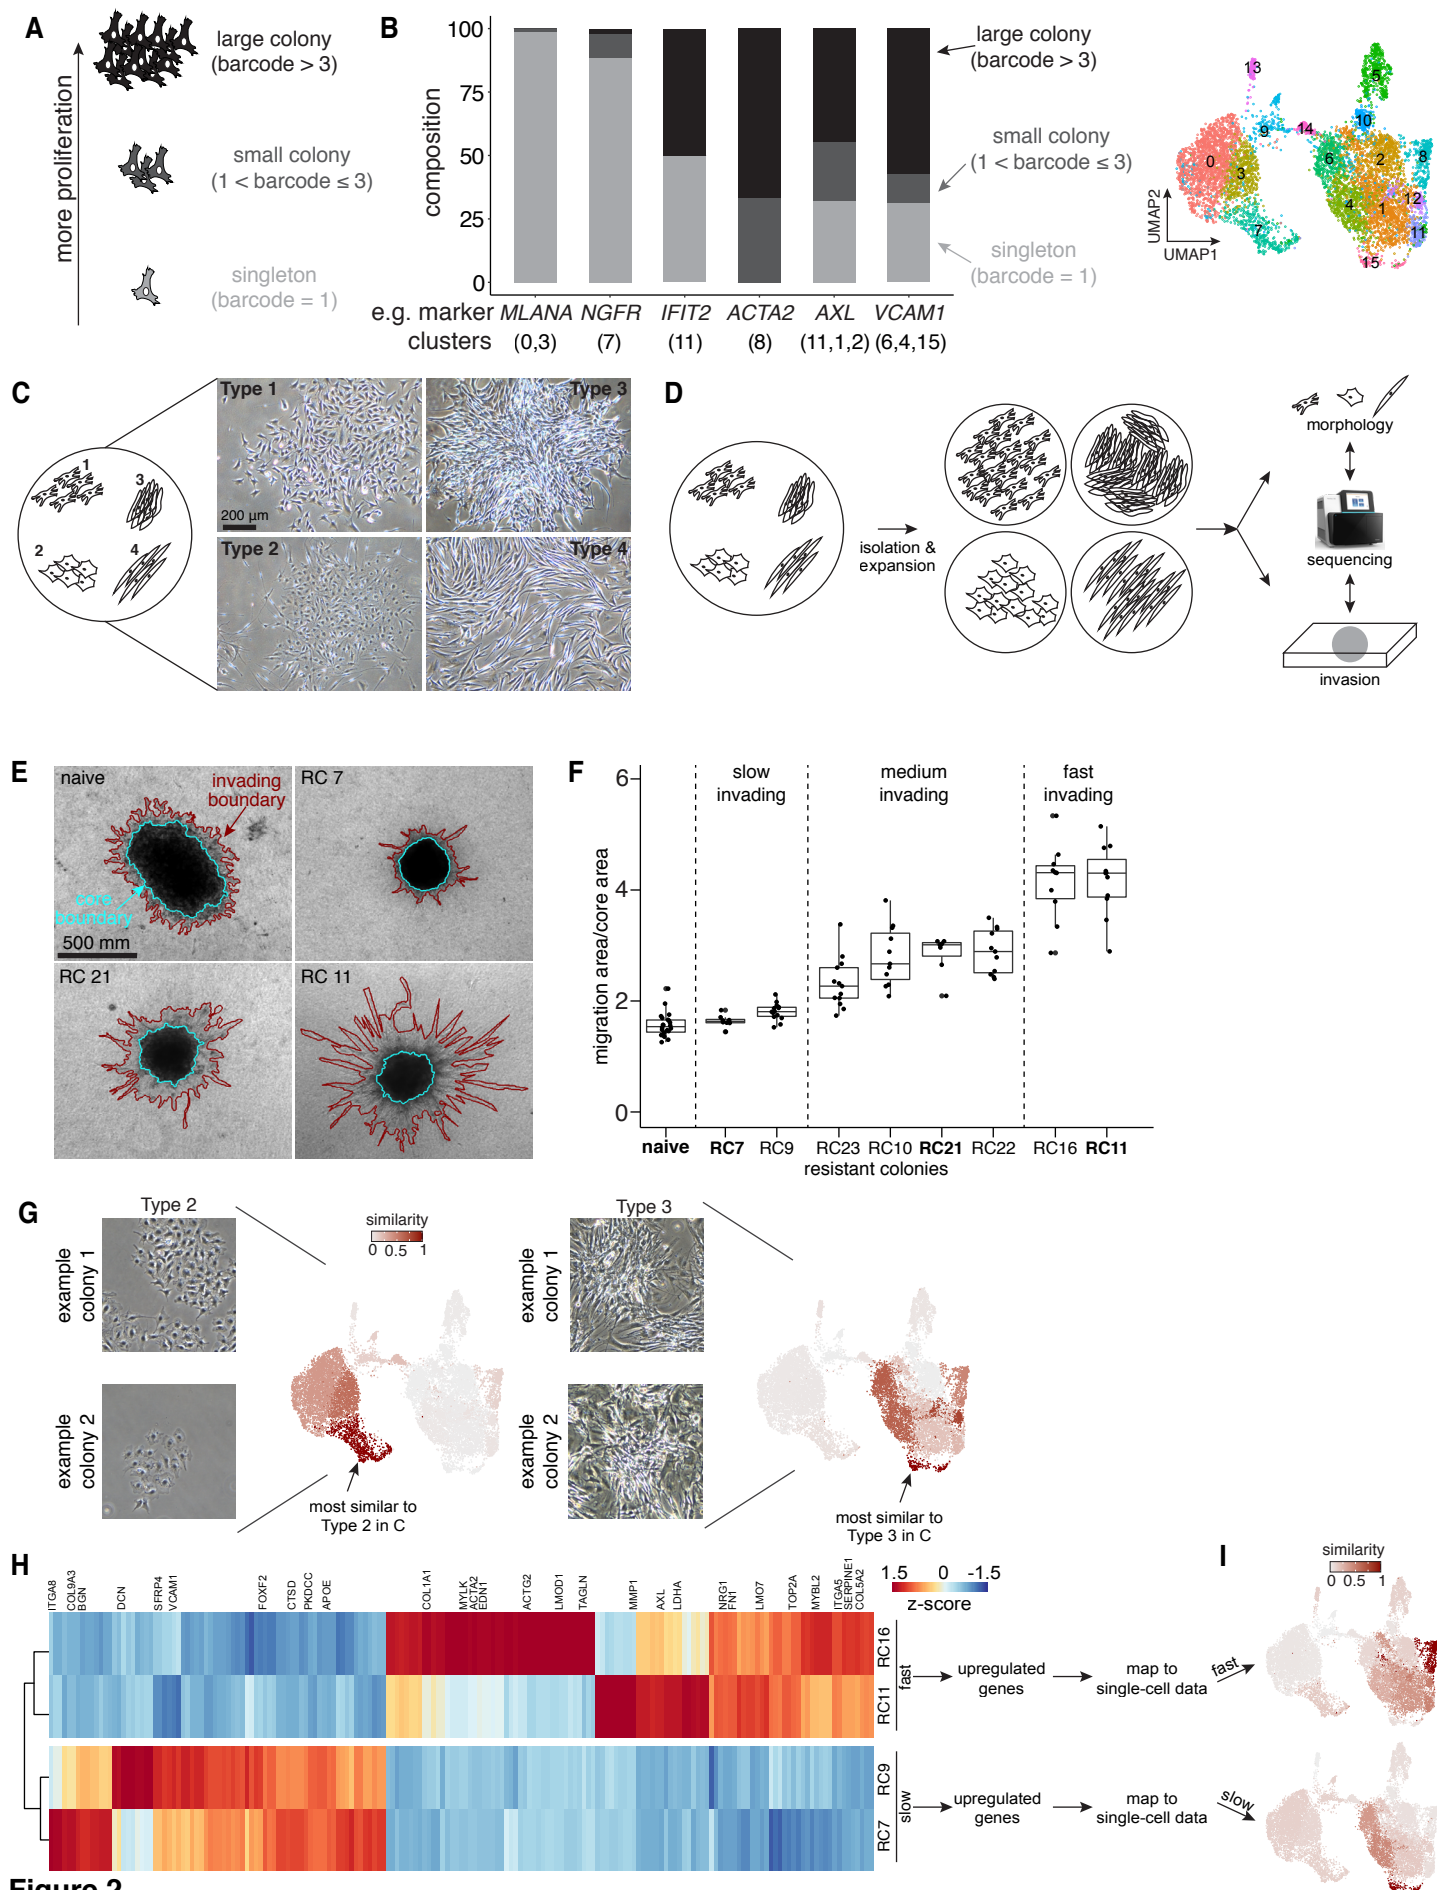 A
more proliferation
large colony
(barcode > 3)
small colony
(1 < barcode ≤ 3)
singleton
(barcode = 1)
B
composition
100
75
50
25
0
e.g. marker MLANA NGFR IFIT2 ACTA2 AXL VCAM1
clusters (0,3) (7) (11) (8) (11,1,2) (6,4,15)
large colony
(barcode > 3)
small colony
(1 < barcode ≤ 3)
singleton
(barcode = 1)
13
5
9
14
10
0
3
6
2
8
4
1
12
7
11
15
UMAP2
UMAP1
C
1
3
2
4
Type 1
200 µm
Type 3
Type 2
Type 4
D
isolation &
expansion
morphology
sequencing
invasion
E
naive
invading
boundary
core
boundary
500 mm
RC 7
RC 21
RC 11
F
migration area/core area
6
4
2
0
slow
invading
medium
invading
fast
invading
naive RC7 RC9 RC23 RC10 RC21 RC22 RC16 RC11
resistant colonies
G
Type 2
example
colony 1
example
colony 2
similarity
0 0.5 1
most similar to
Type 2 in C
Type 3
example
colony 1
example
colony 2
most similar to
Type 3 in C
H
ITGA8
COL9A3
BGN
DCN
SFRP4
VCAM1
FOXF2
CTSD
PKDCC
APOE
COL1A1
MYLK
ACTA2
EDN1
ACTG2
LMOD1
TAGLN
MMP1
AXL
LDHA
NRG1
FN1
LMO7
TOP2A
MYBL2
ITGA5
SERPINE1
COL5A2
1.5 0 -1.5
z-score
RC16
RC11
fast
RC9
RC7
slow
upregulated
genes
map to
single-cell data
fast
upregulated
genes
map to
single-cell data
slow
I
similarity
0 0.5 1
Figure 2